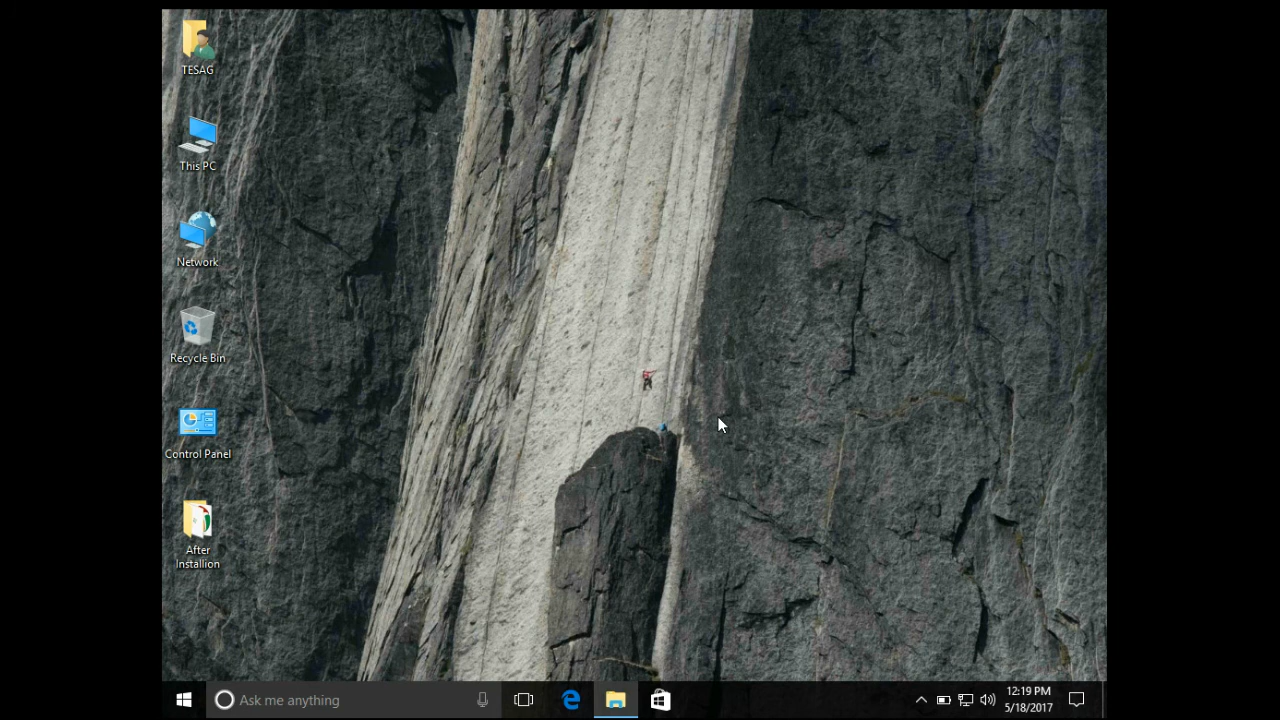 TESAG
This PC
Network
Recycle Bin
Control Panel
After
Installion
Ask me anything
12:19 PM
5/18/2017